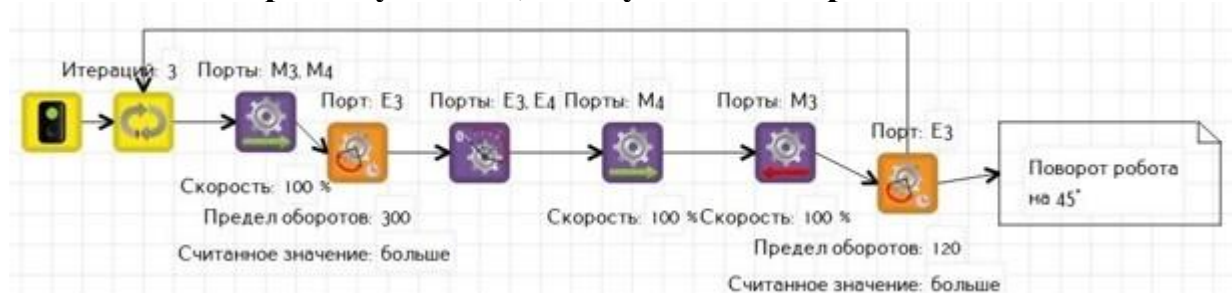 Итераций: 3
Порты: M3, M4
Порт: E3
Порты: E3, E4
Порты: M4
Порты: M3
Порт: E3
Поворот робота
на 45°
Скорость: 100 %
Скорость: 100 %
Скорость: 100 %
Предел оборотов: 300
Предел оборотов: 120
Считанное значение: больше
Считанное значение: больше